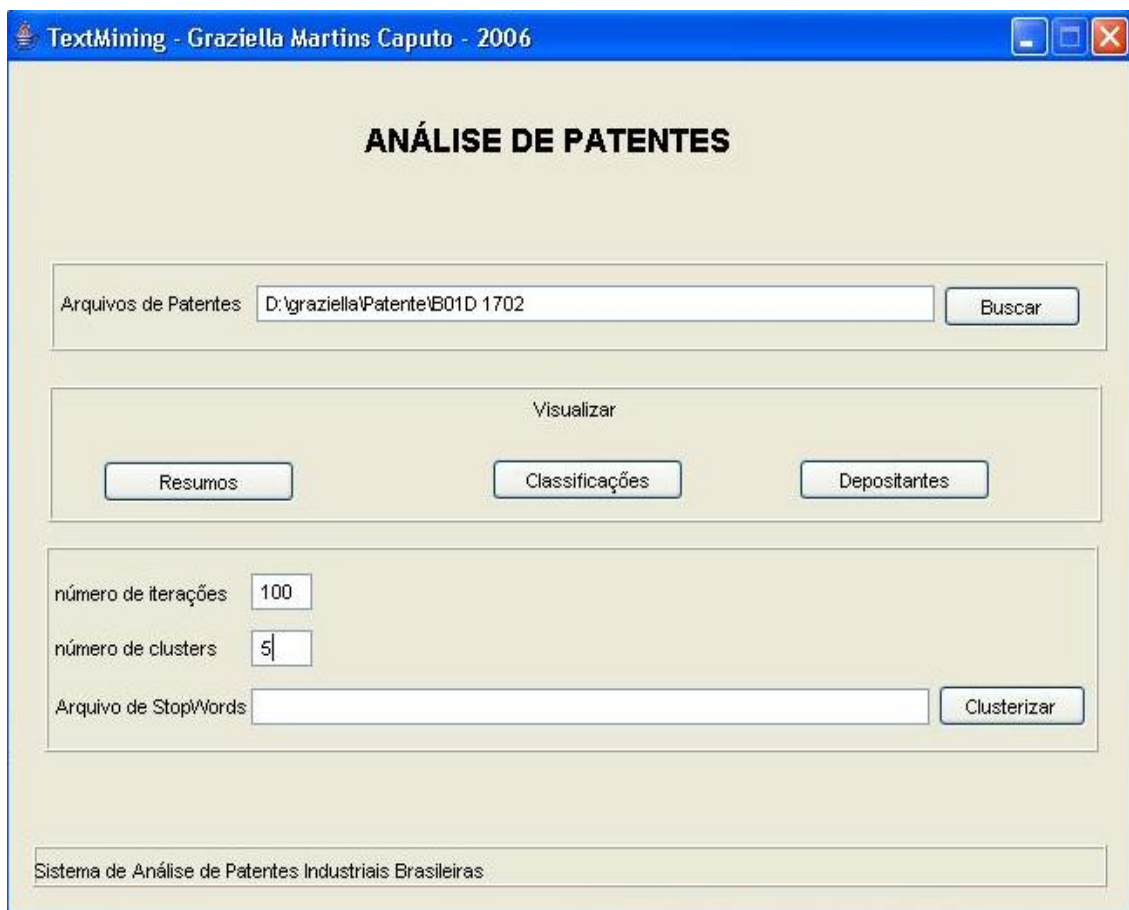 TextMining - Graziella Martins Caputo - 2006
ANÁLISE DE PATENTES
Arquivos de Patentes D:\graziella\Patente\B01D 1702 Buscar
Visualizar
Resumos Classificações Depositantes
número de iterações 100
número de clusters 5
Arquivo de StopWords Clusterizar
Sistema de Análise de Patentes Industriais Brasileiras